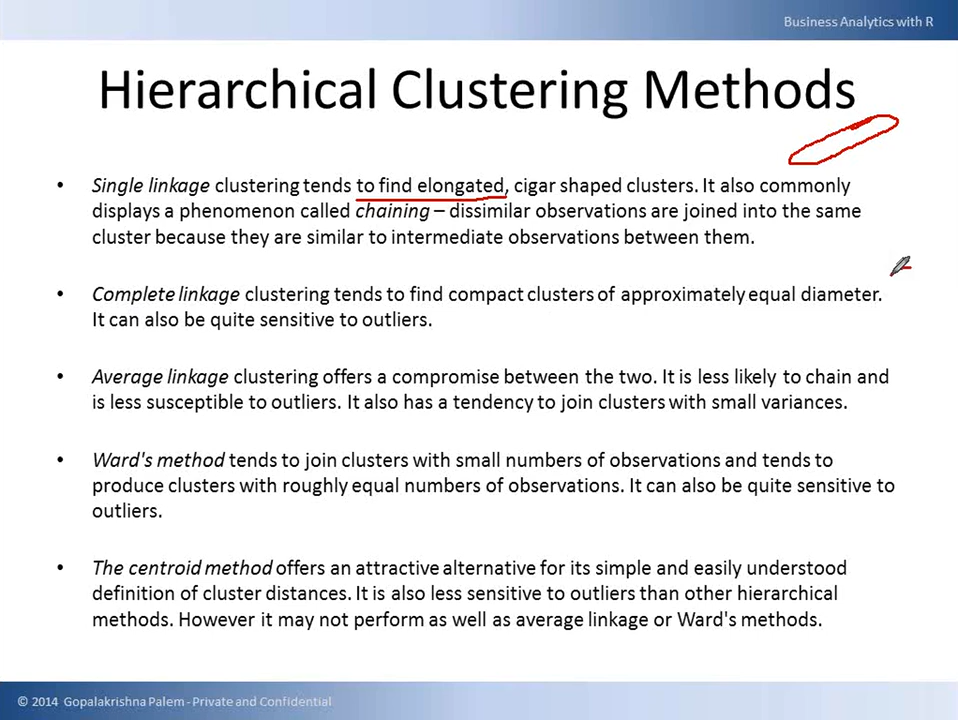 Business Analytics with R
Hierarchical Clustering Methods
• Single linkage clustering tends to find elongated, cigar shaped clusters. It also commonly
displays a phenomenon called chaining – dissimilar observations are joined into the same
cluster because they are similar to intermediate observations between them.
• Complete linkage clustering tends to find compact clusters of approximately equal diameter.
It can also be quite sensitive to outliers.
• Average linkage clustering offers a compromise between the two. It is less likely to chain and
is less susceptible to outliers. It also has a tendency to join clusters with small variances.
• Ward's method tends to join clusters with small numbers of observations and tends to
produce clusters with roughly equal numbers of observations. It can also be quite sensitive to
outliers.
• The centroid method offers an attractive alternative for its simple and easily understood
definition of cluster distances. It is also less sensitive to outliers than other hierarchical
methods. However it may not perform as well as average linkage or Ward's methods.
© 2014 Gopalakrishna Palem - Private and Confidential